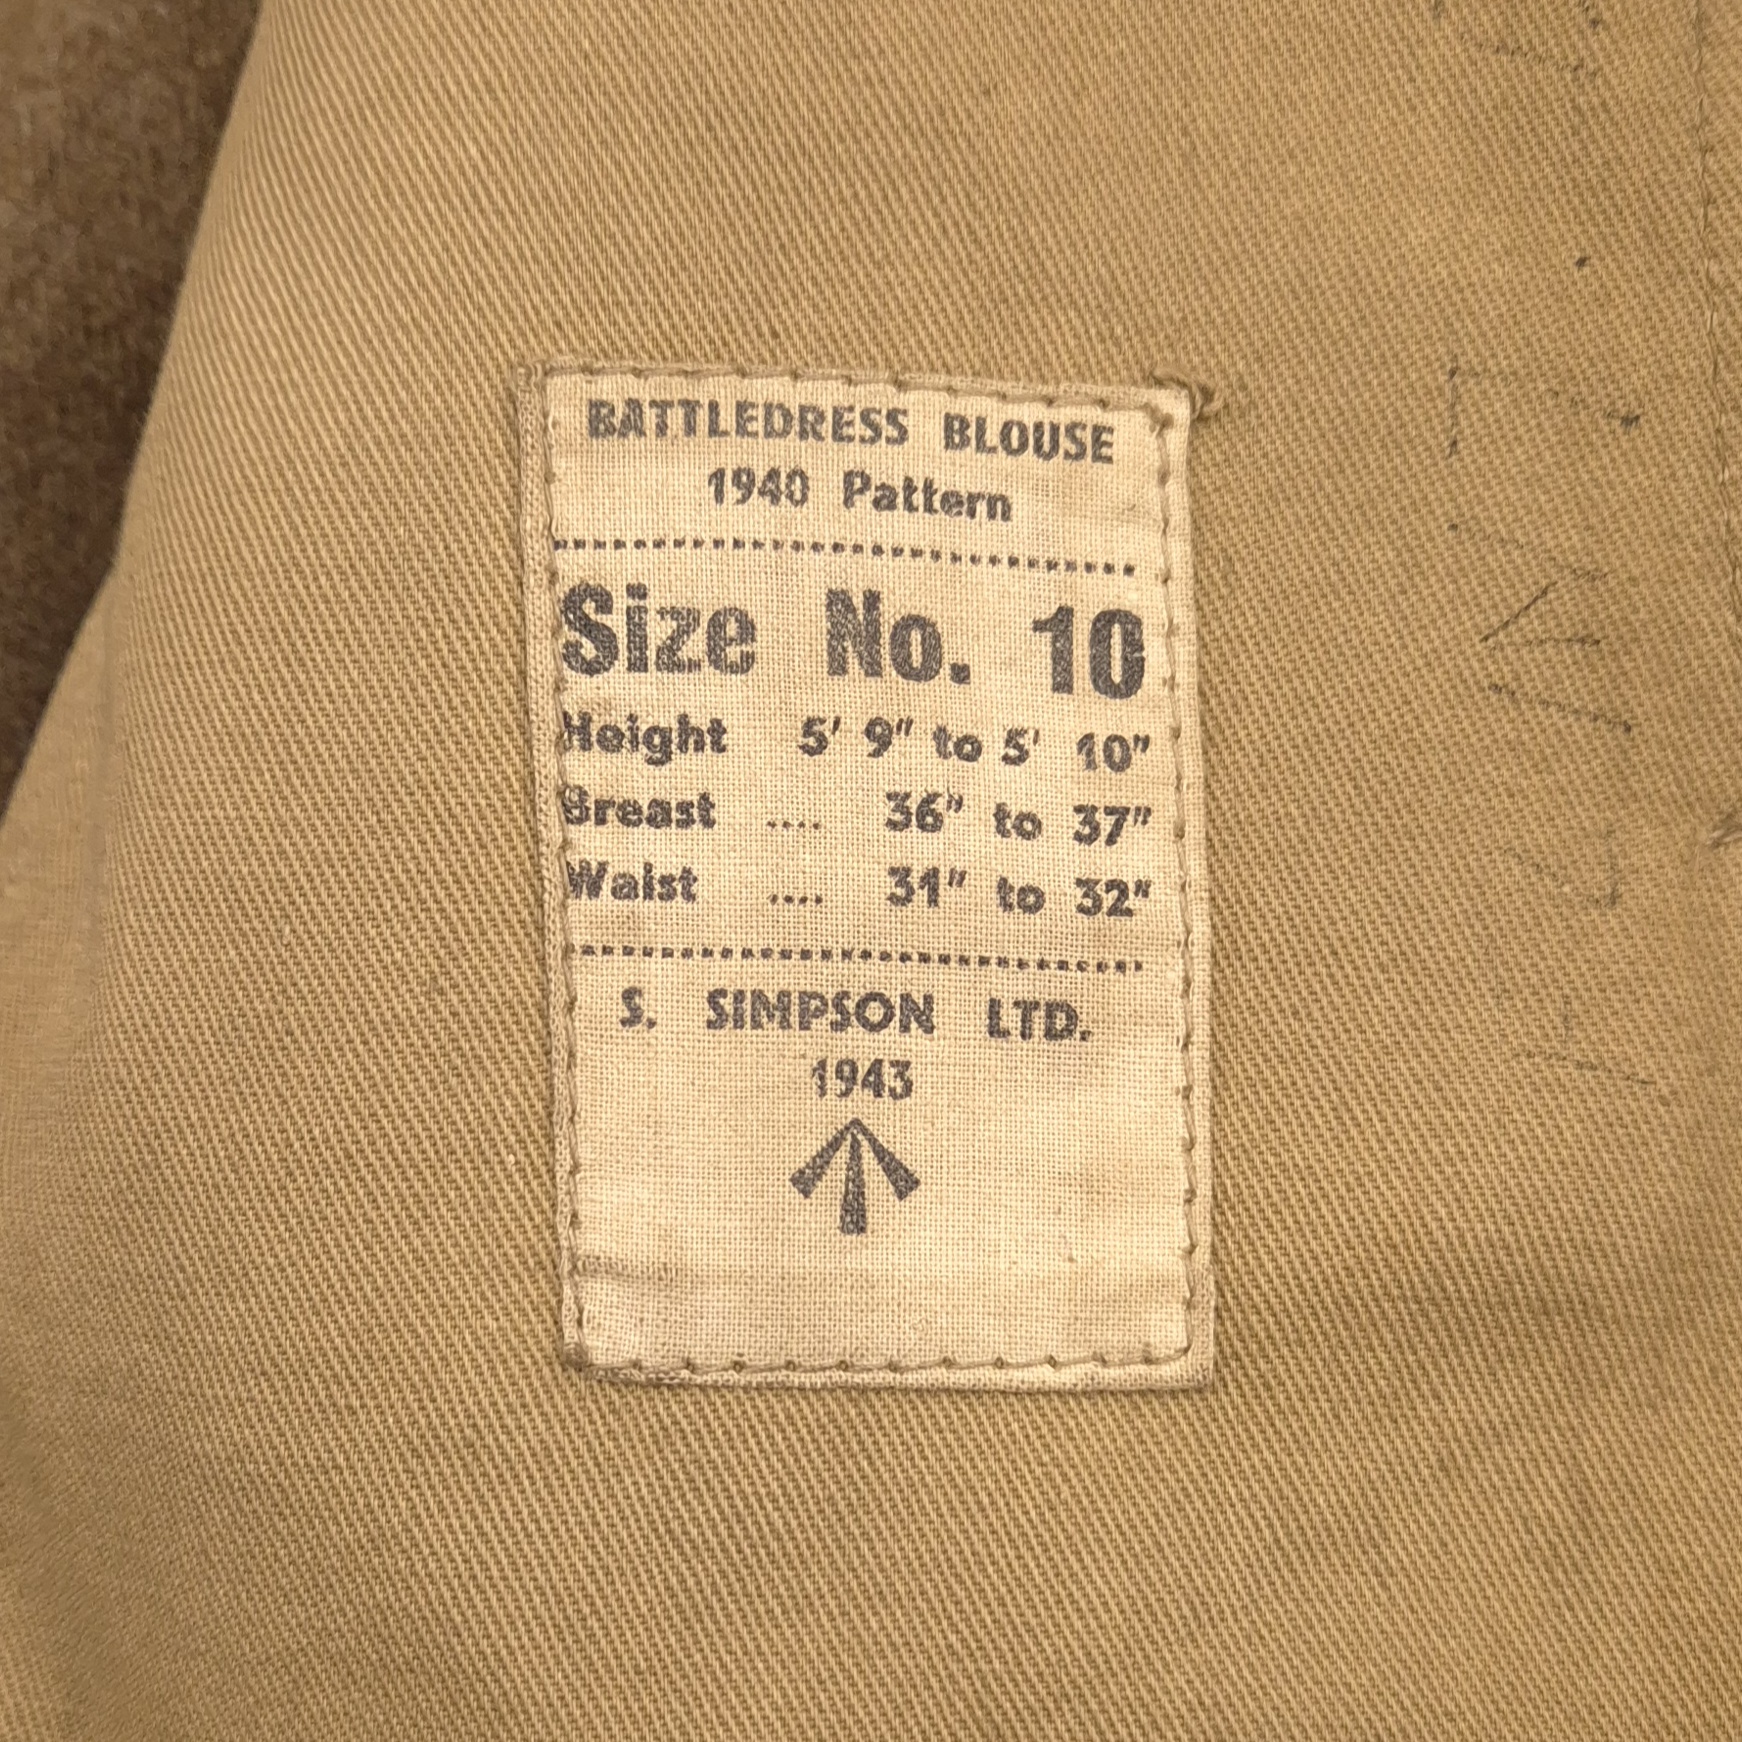 BATTLEDRESS BLOUSE
1940 Pattern
Size No. 10
Height 5' 9" to 5' 10"
Breast .... 36" to 37"
Waist .... 31" to 32"
S. SIMPSON LTD.
1943